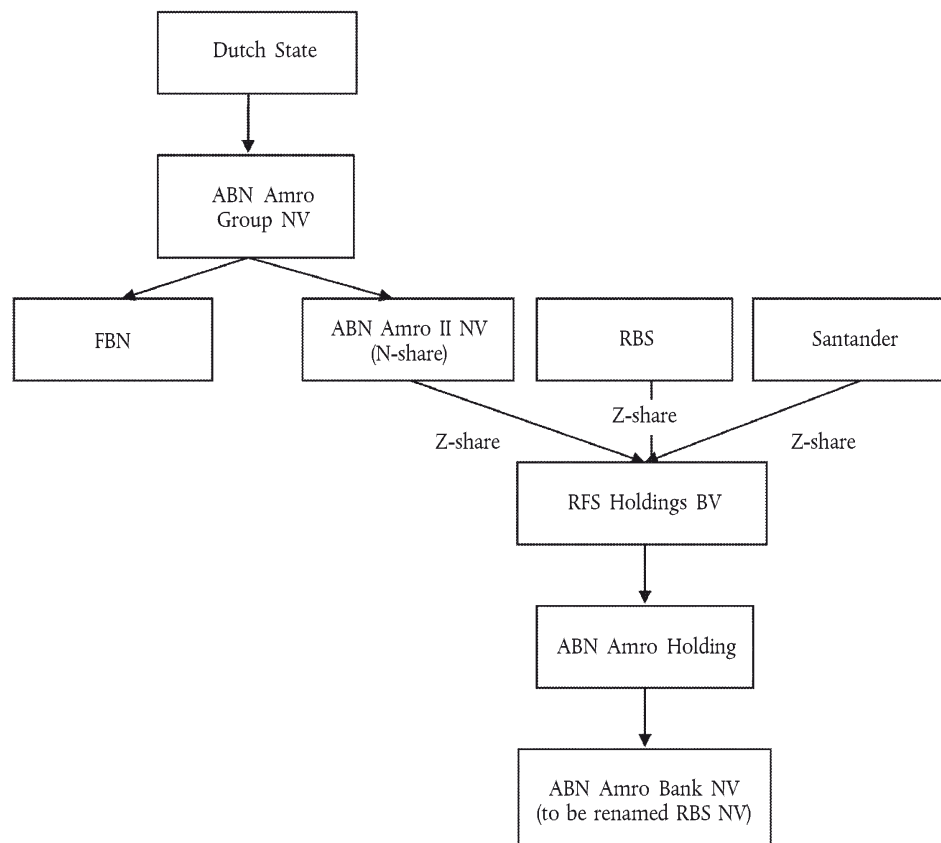 Dutch State
ABN Amro
Group NV
FBN
ABN Amro II NV
(N-share)
RBS
Santander
Z-share
Z-share
Z-share
RFS Holdings BV
ABN Amro Holding
ABN Amro Bank NV
(to be renamed RBS NV)